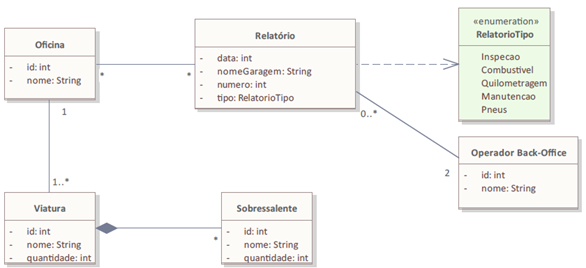 Oficina
- id: int
- nome: String
Relatório
- data: int
- nomeGaragem: String
- numero: int
- tipo: RelatorioTipo
«enumeration»
RelatorioTipo
Inspecao
Combustivel
Quilometragem
Manutencao
Pneus
*
*
1
0..*
2
1..*
Operador Back-Office
- id: int
- nome: String
Viatura
- id: int
- nome: String
- quantidade: int
*
Sobressalente
- id: int
- nome: String
- quantidade: int